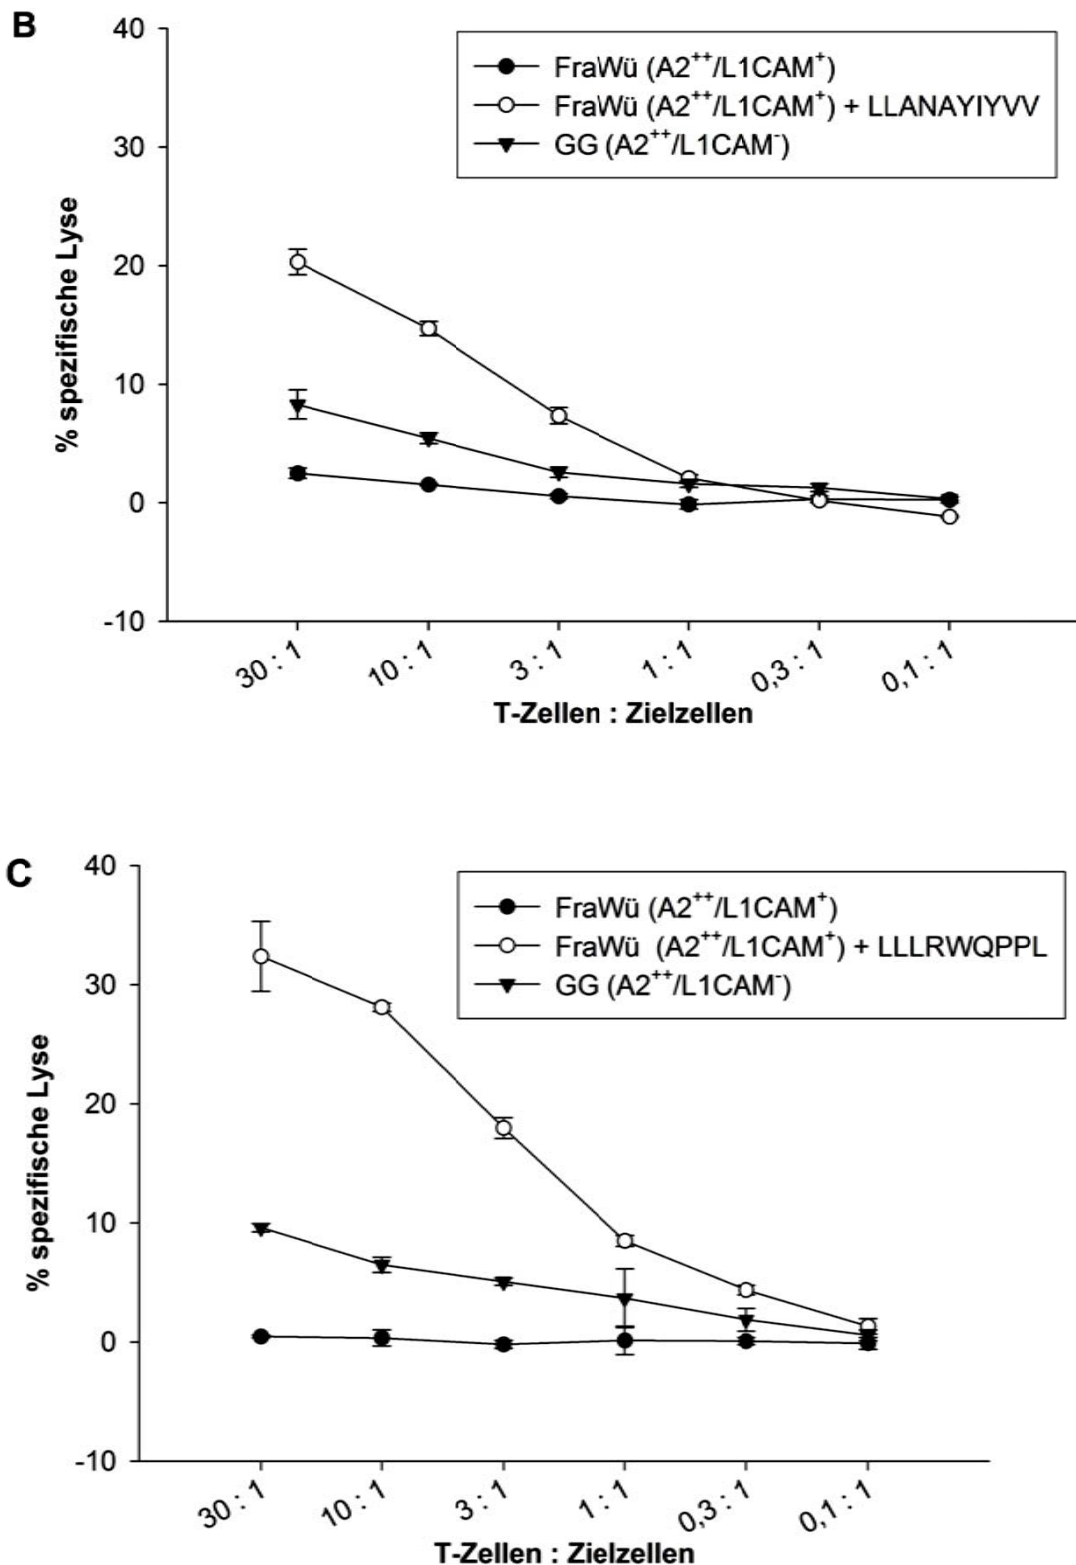 B
40
30
20
10
0
-10
% spezifische Lyse
FraWü (A2++/L1CAM+)
FraWü (A2++/L1CAM+) + LLANAYIYVV
GG (A2++/L1CAM-)
30 : 1
10 : 1
3 : 1
1 : 1
0,3 : 1
0,1 : 1
T-Zellen : Zielzellen
C
40
30
20
10
0
-10
% spezifische Lyse
FraWü (A2++/L1CAM+)
FraWü (A2++/L1CAM+) + LLLRWQPPL
GG (A2++/L1CAM-)
30 : 1
10 : 1
3 : 1
1 : 1
0,3 : 1
0,1 : 1
T-Zellen : Zielzellen